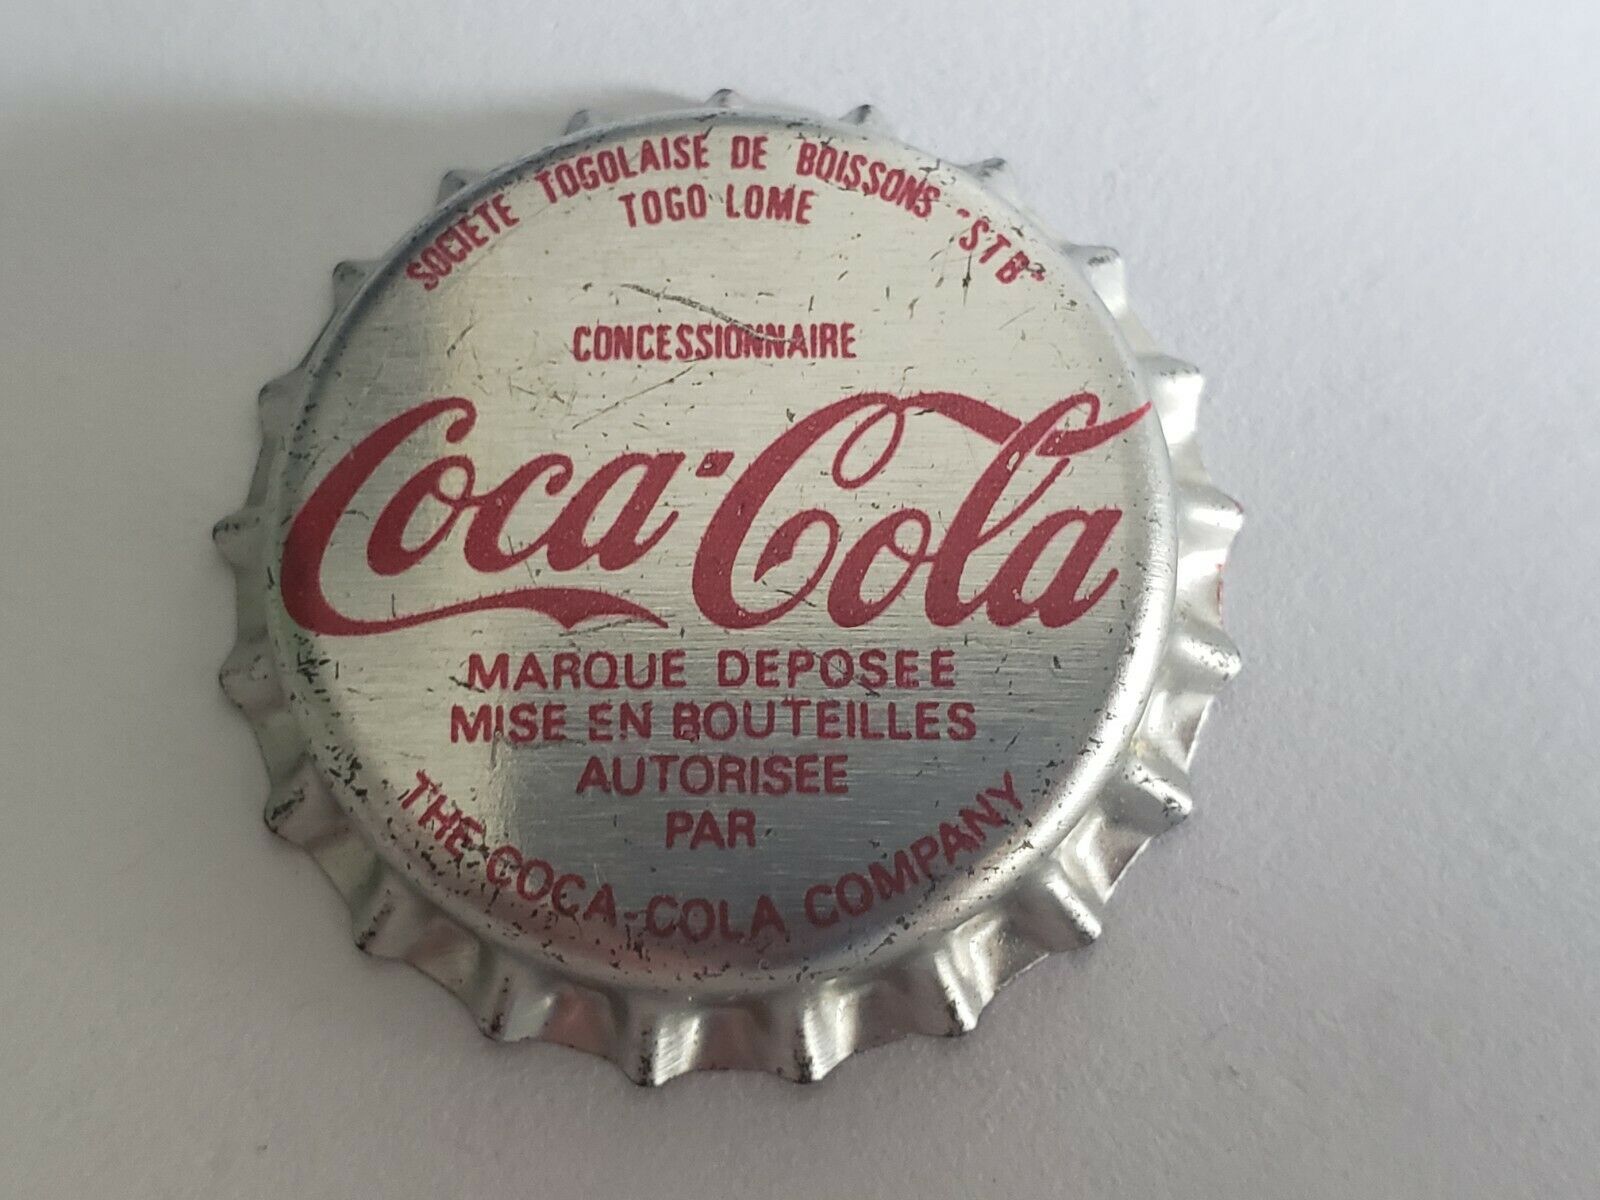 SOCIETE TOGOLAISE DE BOISSONS "STB"
TOGO LOME
CONCESSIONNAIRE
Coca-Cola
MARQUE DEPOSEE
MISE EN BOUTEILLES
AUTORISEE
PAR
THE COCA-COLA COMPANY